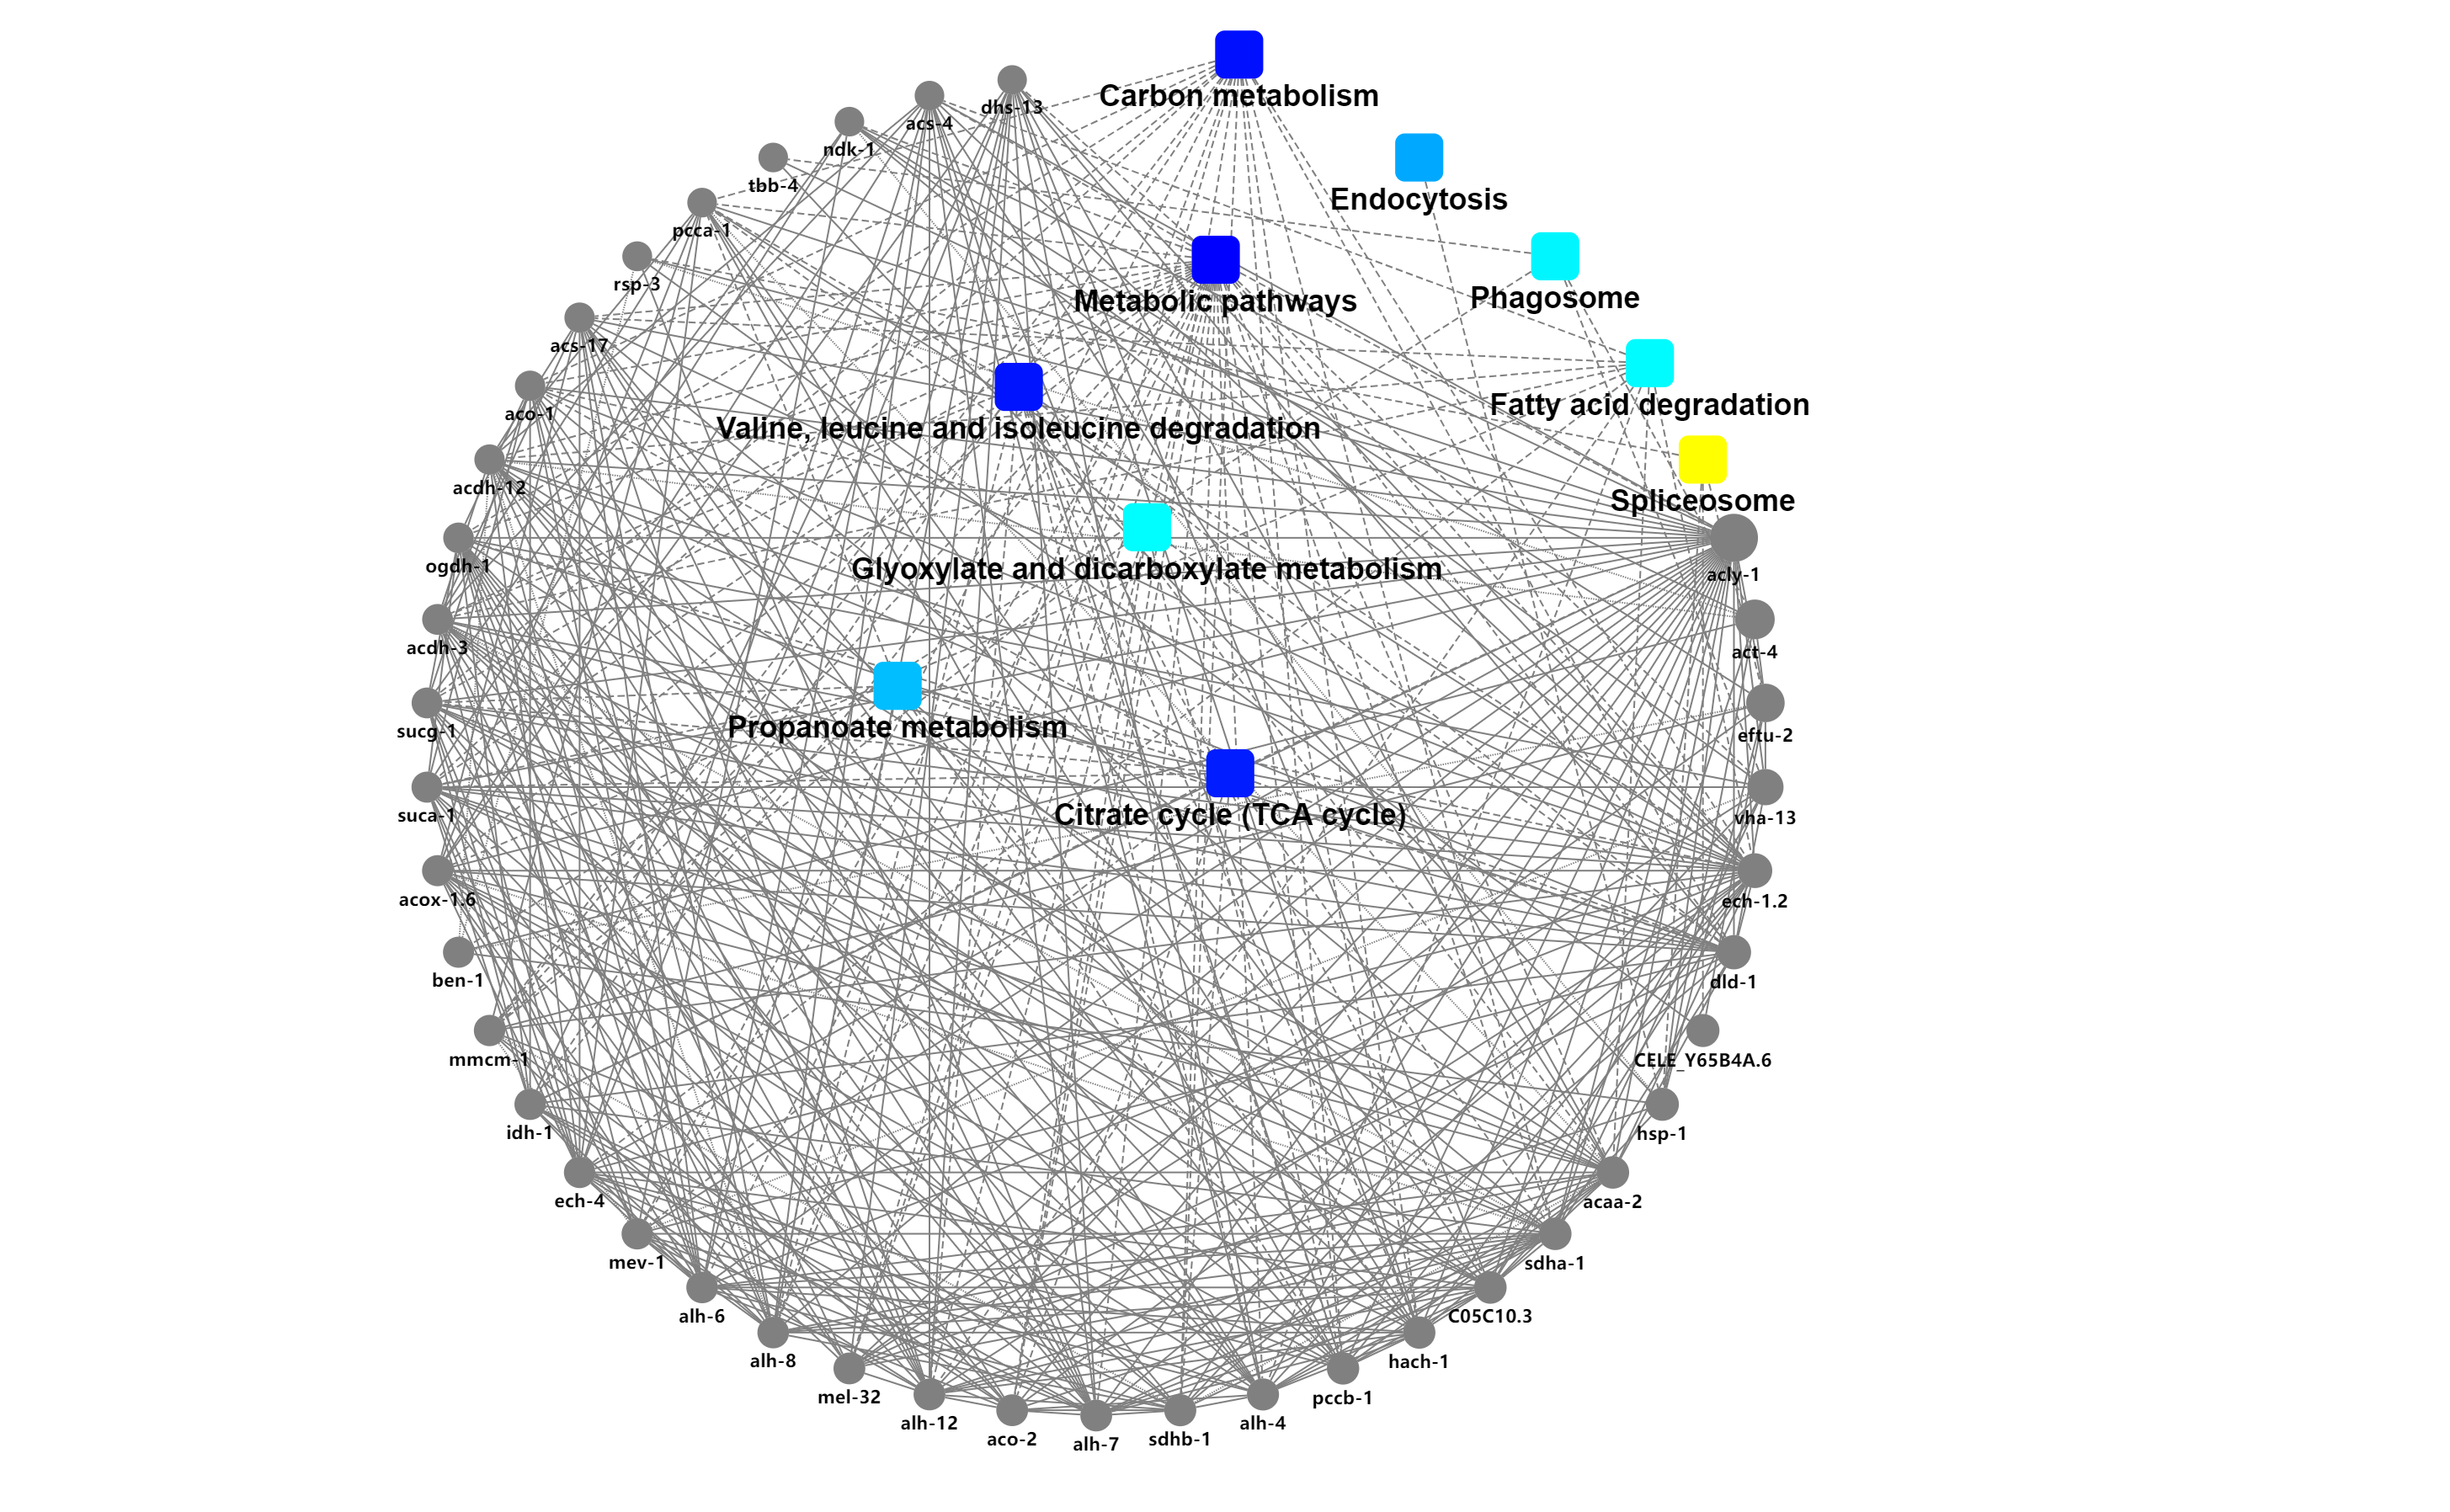 Carbon metabolism
dhs-13
acs-4
ndk-1
tbb-4
Endocytosis
pcca-1
rsp-3
Metabolic pathways
Phagosome
acs-17
Fatty acid degradation
aco-1
Valine, leucine and isoleucine degradation
acdh-12
Spliceosome
ogdh-1
Glyoxylate and dicarboxylate metabolism
acly-1
acdh-3
act-4
sucg-1
Propanoate metabolism
eftu-2
suca-1
Citrate cycle (TCA cycle)
vha-13
acox-1.6
ech-1.2
ben-1
dld-1
mmcm-1
CELE_Y65B4A.6
idh-1
hsp-1
ech-4
acaa-2
mev-1
sdha-1
alh-6
C05C10.3
alh-8
hach-1
mel-32
pccb-1
alh-12
alh-4
aco-2
sdhb-1
alh-7